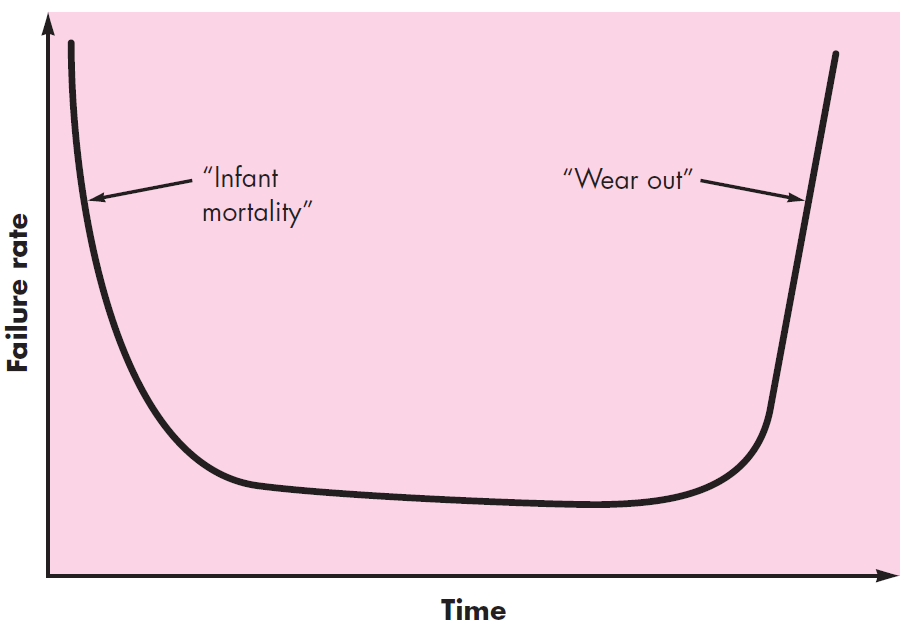 “Infant
mortality”
“Wear out”
Failure rate
Time